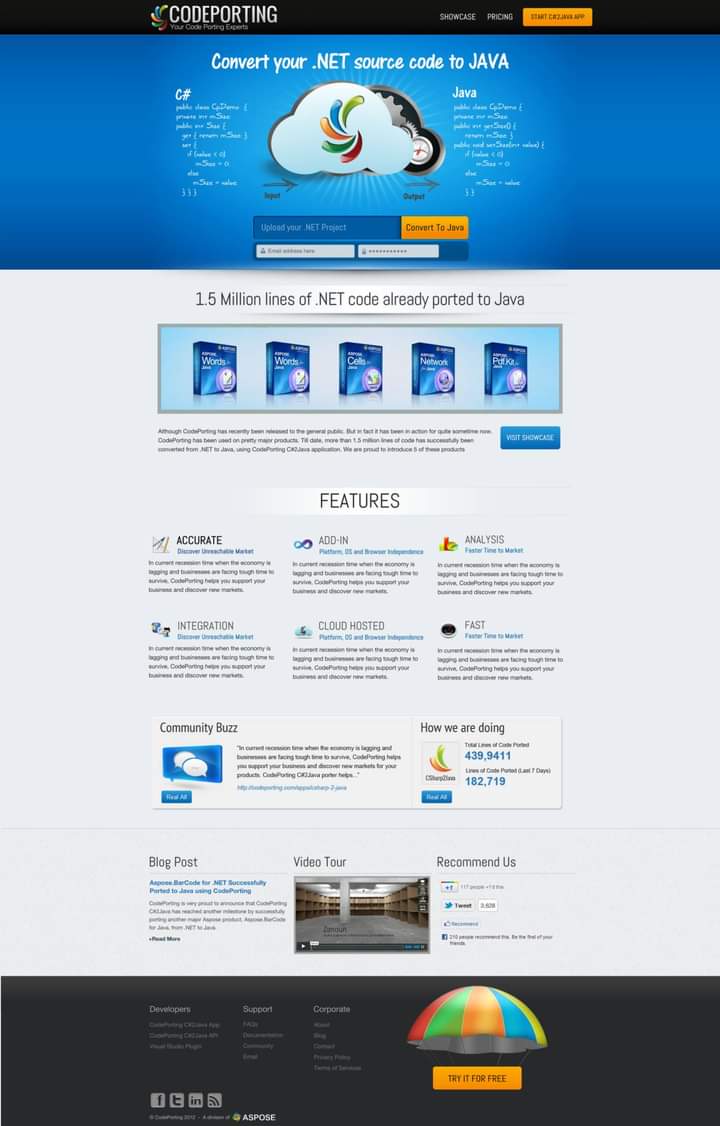 CODEPORTING
Your Code Porting Experts
SHOWCASE
PRICING
START C#2JAVA APP
Convert your .NET source code to JAVA
C#
public class CpDemo {
private int mSize;
public int Size {
get { return mSize; }
set {
if (value < 0)
mSize = 0;
else
mSize = value;
} } }
Input
Output
Java
public class CpDemo {
private int mSize;
public int getSize() {
return mSize; }
public void setSize(int value) {
if (value < 0)
mSize = 0;
else
mSize = value;
} }
Upload your .NET Project
Convert To Java
Email address here
1.5 Million lines of .NET code already ported to Java
ASPOSE
Words for Java
ASPOSE
Words for Java
ASPOSE
Cells for Java
ASPOSE
Network for Java
ASPOSE
Pdf.Kit for Java
Although CodePorting has recently been released to the general public. But in fact it has been in action for quite sometime now.
CodePorting has been used on pretty major products. Till date, more than 1.5 million lines of code has successfully been
converted from .NET to Java, using CodePorting C#2Java application. We are proud to introduce 5 of these products
VISIT SHOWCASE
FEATURES
ACCURATE
Discover Unreachable Market
In current recession time when the economy is
lagging and businesses are facing tough time to
survive, CodePorting helps you support your
business and discover new markets.
ADD-IN
Platform, OS and Browser Independence
In current recession time when the economy is
lagging and businesses are facing tough time to
survive, CodePorting helps you support your
business and discover new markets.
ANALYSIS
Faster Time to Market
In current recession time when the economy is
lagging and businesses are facing tough time to
survive, CodePorting helps you support your
business and discover new markets.
INTEGRATION
Discover Unreachable Market
In current recession time when the economy is
lagging and businesses are facing tough time to
survive, CodePorting helps you support your
business and discover new markets.
CLOUD HOSTED
Platform, OS and Browser Independence
In current recession time when the economy is
lagging and businesses are facing tough time to
survive, CodePorting helps you support your
business and discover new markets.
FAST
Faster Time to Market
In current recession time when the economy is
lagging and businesses are facing tough time to
survive, CodePorting helps you support your
business and discover new markets.
Community Buzz
"In current recession time when the economy is lagging and
businesses are facing tough time to survive, CodePorting helps
you support your business and discover new markets for your
products. CodePorting C#2Java porter helps..."
http://codeporting.com/apps/csharp-2-java
Real All
How we are doing
CSharp2Java
Total Lines of Code Ported
439,9411
Lines of Code Ported (Last 7 Days)
182,719
Real All
Blog Post
Aspose.BarCode for .NET Successfully
Ported to Java using CodePorting
CodePorting is very proud to announce that CodePorting
C#2Java has reached another milestone by successfully
porting another major Aspose product, Aspose.BarCode
for Java, from .NET to Java.
Read More
Video Tour
Zanoun
Recommend Us
+1
117 people +1'd this
Tweet
3,628
Recommend
210 people recommend this. Be the first of your
friends.
Developers
CodePorting C#2Java App
CodePorting C#2Java API
Visual Studio Plugin
Support
FAQs
Documentation
Community
Email
Corporate
About
Blog
Contact
Privacy Policy
Terms of Services
TRY IT FOR FREE
© CodePorting 2012 - A division of ASPOSE